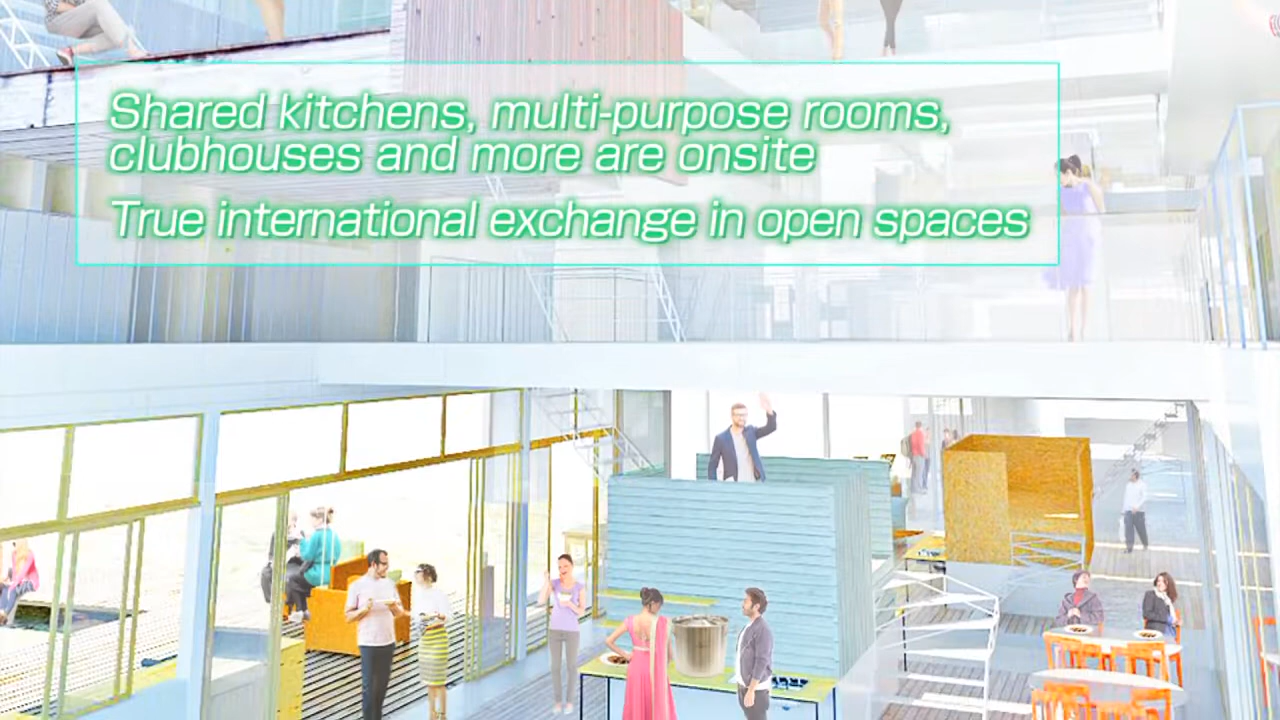 Shared kitchens, multi-purpose rooms,
clubhouses and more are onsite
True international exchange in open spaces